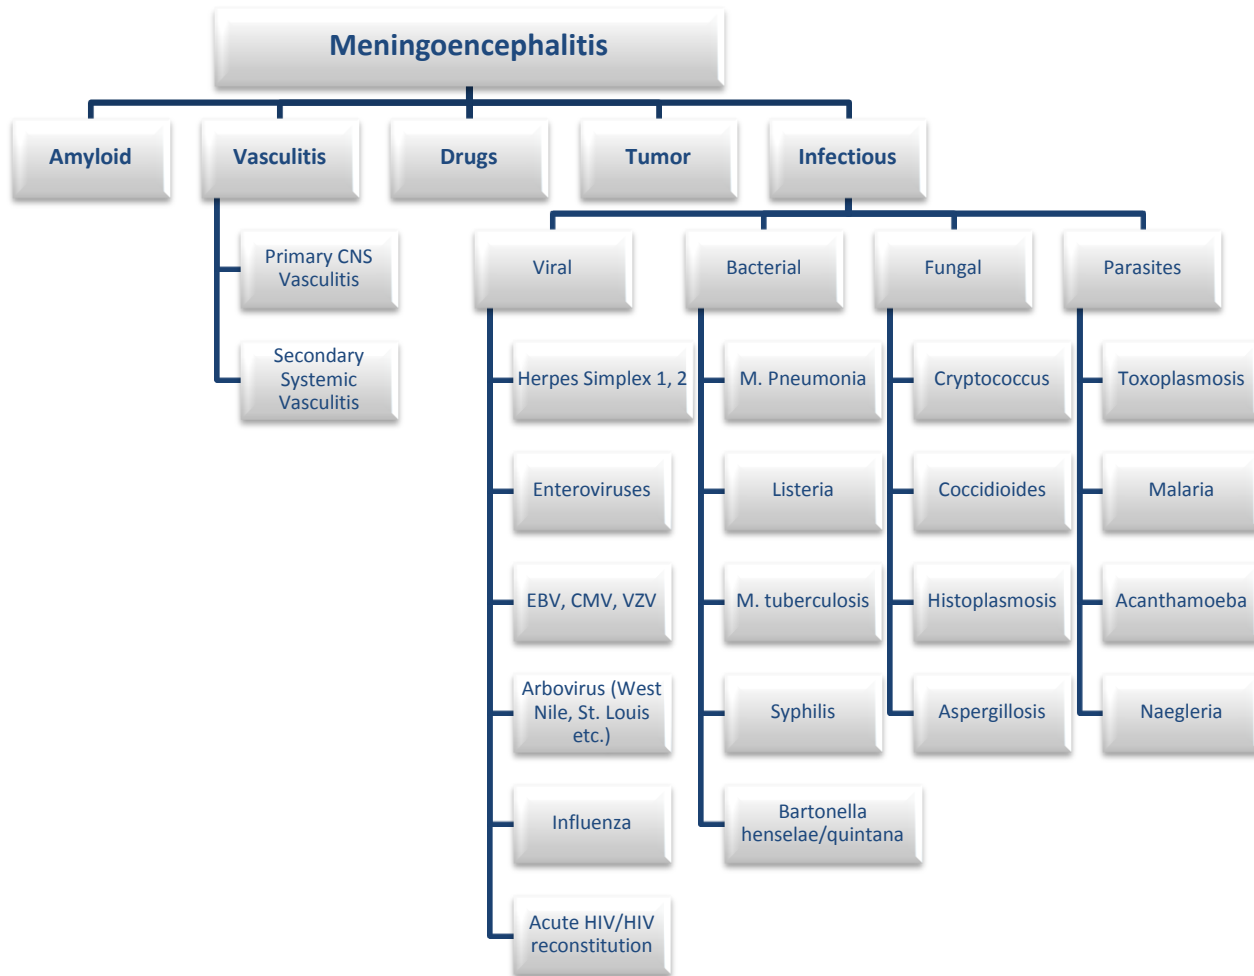 Meningoencephalitis
Amyloid
Vasculitis
Drugs
Tumor
Infectious
Primary CNS
Vasculitis
Secondary
Systemic
Vasculitis
Viral
Bacterial
Fungal
Parasites
Herpes Simplex 1, 2
Enteroviruses
EBV, CMV, VZV
Arbovirus (West
Nile, St. Louis
etc.)
Influenza
Acute HIV/HIV
reconstitution
M. Pneumonia
Listeria
M. tuberculosis
Syphilis
Bartonella
henselae/quintana
Cryptococcus
Coccidioides
Histoplasmosis
Aspergillosis
Toxoplasmosis
Malaria
Acanthamoeba
Naegleria